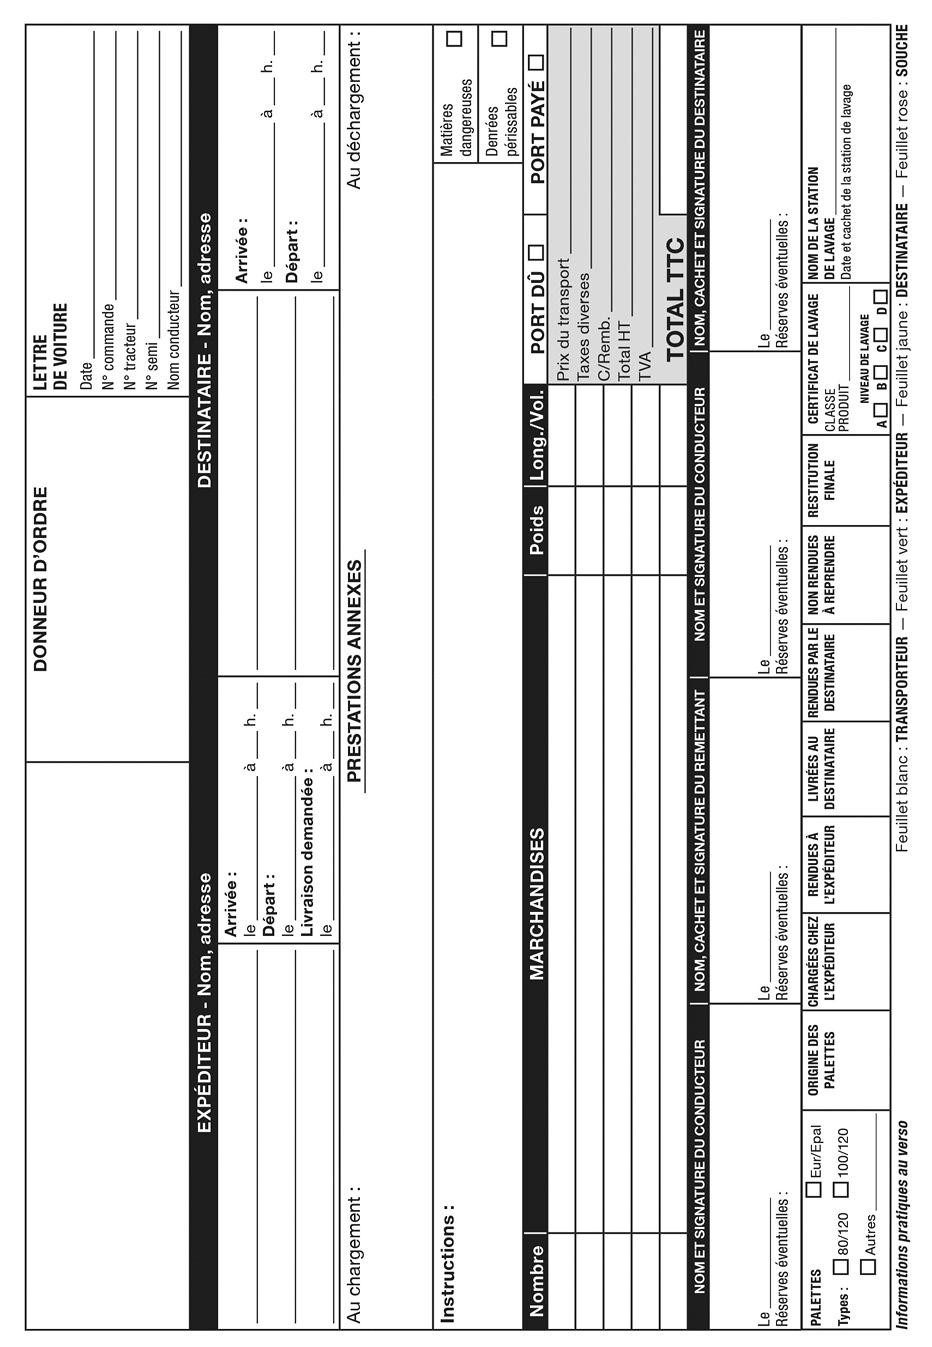 DONNEUR D'ORDRE
LETTRE
DE VOITURE
Date
N° commande
N° tracteur
N° semi
Nom conducteur
EXPÉDITEUR - Nom, adresse
DESTINATAIRE - Nom, adresse
Arrivée :
le à h.
Départ :
le à h.
Livraison demandée :
le à h.
Arrivée :
le à h.
Départ :
le à h.
Au chargement :
PRESTATIONS ANNEXES
Au déchargement :
Instructions :
Matières
dangereuses
Denrées
périssables
Nombre
MARCHANDISES
Poids
Long./Vol.
PORT DÛ
PORT PAYÉ
Prix du transport
Taxes diverses
C/Remb.
Total HT
TVA
TOTAL TTC
NOM ET SIGNATURE DU CONDUCTEUR
NOM, CACHET ET SIGNATURE DU REMETTANT
NOM ET SIGNATURE DU CONDUCTEUR
NOM, CACHET ET SIGNATURE DU DESTINATAIRE
Le
Réserves éventuelles :
Le
Réserves éventuelles :
Le
Réserves éventuelles :
Le
Réserves éventuelles :
PALETTES
Types :
80/120
Eur/Epal
100/120
Autres
ORIGINE DES
PALETTES
CHARGÉES CHEZ
L'EXPÉDITEUR
RENDUES À
L'EXPÉDITEUR
LIVRÉES AU
DESTINATAIRE
RENDUES PAR LE
DESTINATAIRE
NON RENDUES
À REPRENDRE
RESTITUTION
FINALE
CERTIFICAT DE LAVAGE
CLASSE
PRODUIT
NIVEAU DE LAVAGE
A B C D
NOM DE LA STATION
DE LAVAGE
Date et cachet de la station de lavage
Informations pratiques au verso
Feuillet blanc : TRANSPORTEUR — Feuillet vert : EXPÉDITEUR — Feuillet jaune : DESTINATAIRE — Feuillet rose : SOUCHE